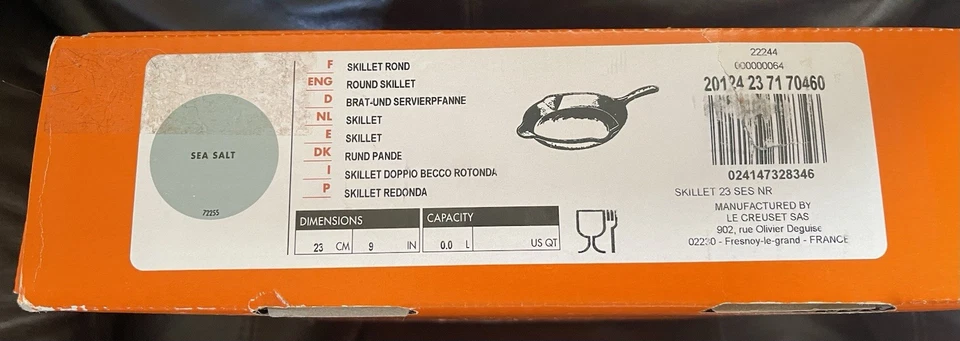 SEA SALT
72255
F SKILLET ROND
ENG ROUND SKILLET
D BRAT-UND SERVIERPFANNE
NL SKILLET
E SKILLET
DK RUND PANDE
I SKILLET DOPPIO BECCO ROTONDA
P SKILLET REDONDA
DIMENSIONS CAPACITY
23 CM 9 IN 0.0 L US QT
22244
000000064
20124 23 71 70460
024147328346
SKILLET 23 SES NR
MANUFACTURED BY
LE CREUSET SAS
902, rue Olivier Deguise
02230 - Fresnoy-le-grand - FRANCE